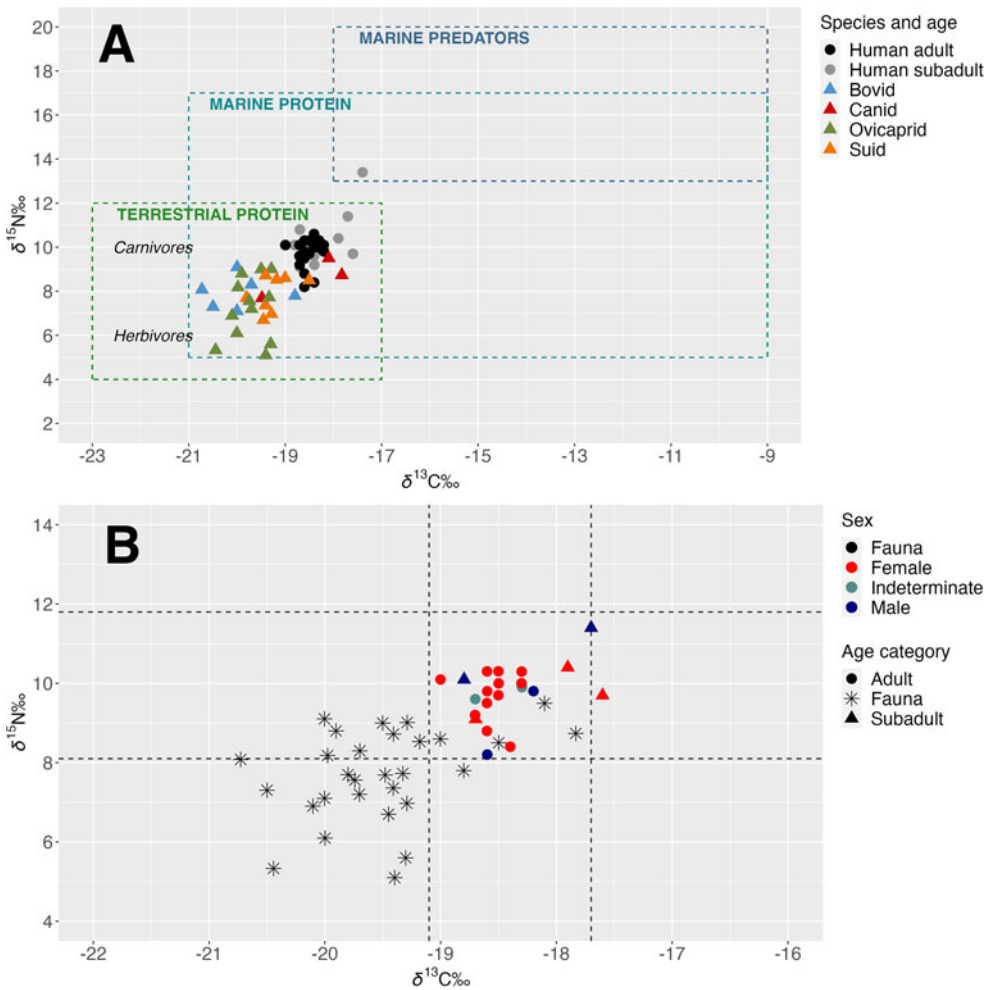 A
20
18
16
14
12
10
8
6
4
2
δ15N‰
MARINE PREDATORS
MARINE PROTEIN
TERRESTRIAL PROTEIN
Carnivores
Herbivores
-23 -21 -19 -17 -15 -13 -11 -9
δ13C‰
Species and age
Human adult
Human subadult
Bovid
Canid
Ovicaprid
Suid
B
14
12
10
8
6
4
δ15N‰
-22 -21 -20 -19 -18 -17 -16
δ13C‰
Sex
Fauna
Female
Indeterminate
Male
Age category
Adult
Fauna
Subadult